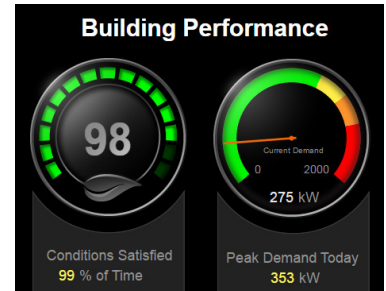 Building Performance
98
Conditions Satisfied
99 % of Time
Current Demand
0 2000
275 kW
Peak Demand Today
353 kW